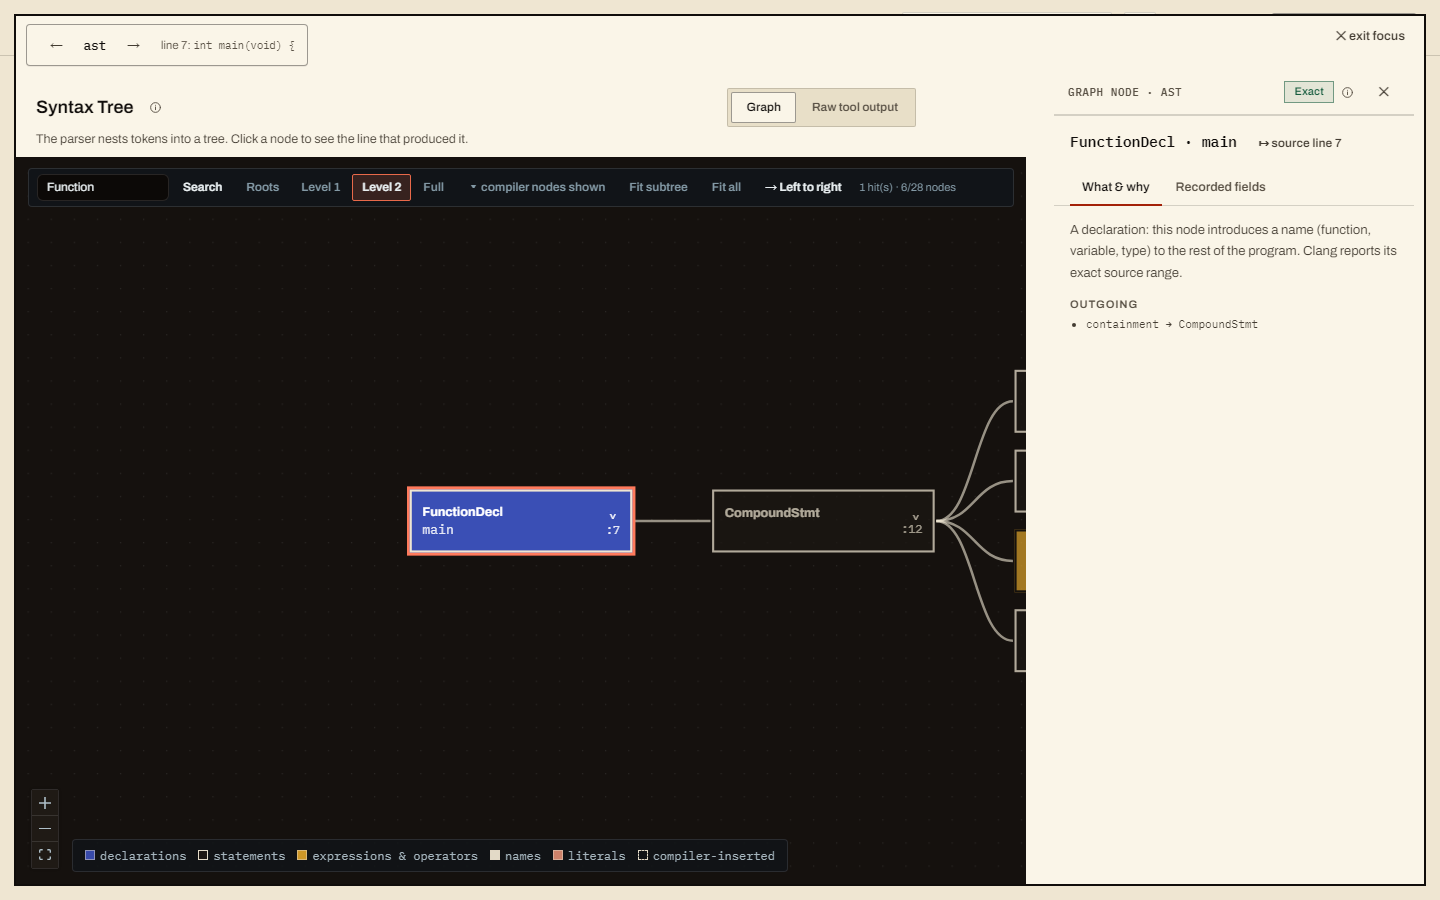 ← ast → line 7: int main(void) {
exit focus
Syntax Tree
Graph
Raw tool output
The parser nests tokens into a tree. Click a node to see the line that produced it.
Function
Search
Roots
Level 1
Level 2
Full
compiler nodes shown
Fit subtree
Fit all
→ Left to right
1 hit(s) · 6/28 nodes
FunctionDecl
main
v
:7
CompoundStmt
v
:12
declarations
statements
expressions & operators
names
literals
compiler-inserted
GRAPH NODE · AST
Exact
FunctionDecl · main
↦ source line 7
What & why
Recorded fields
A declaration: this node introduces a name (function,
variable, type) to the rest of the program. Clang reports its
exact source range.
OUTGOING
• containment → CompoundStmt